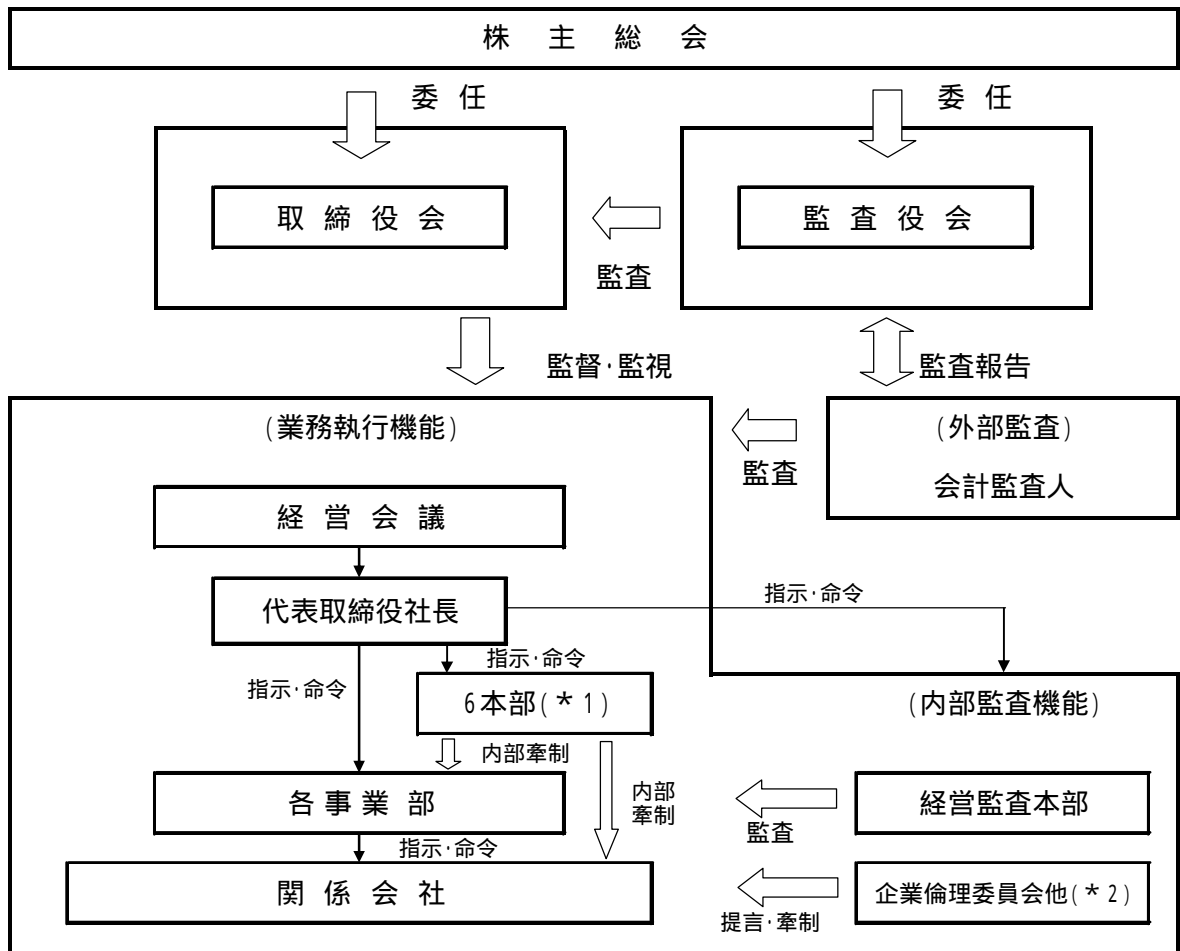 株 主 総 会
委 任
委 任
取 締 役 会
監 査 役 会
監査
監督･監視
監査報告
(業務執行機能)
監査
(外部監査)
会計監査人
経 営 会 議
代表取締役社長
指示･命令
指示･命令
指示･命令
6本部(*1)
(内部監査機能)
内部牽制
各 事 業 部
内部
牽制
監査
経営監査本部
指示･命令
関 係 会 社
提言･牽制
企業倫理委員会他(*2)